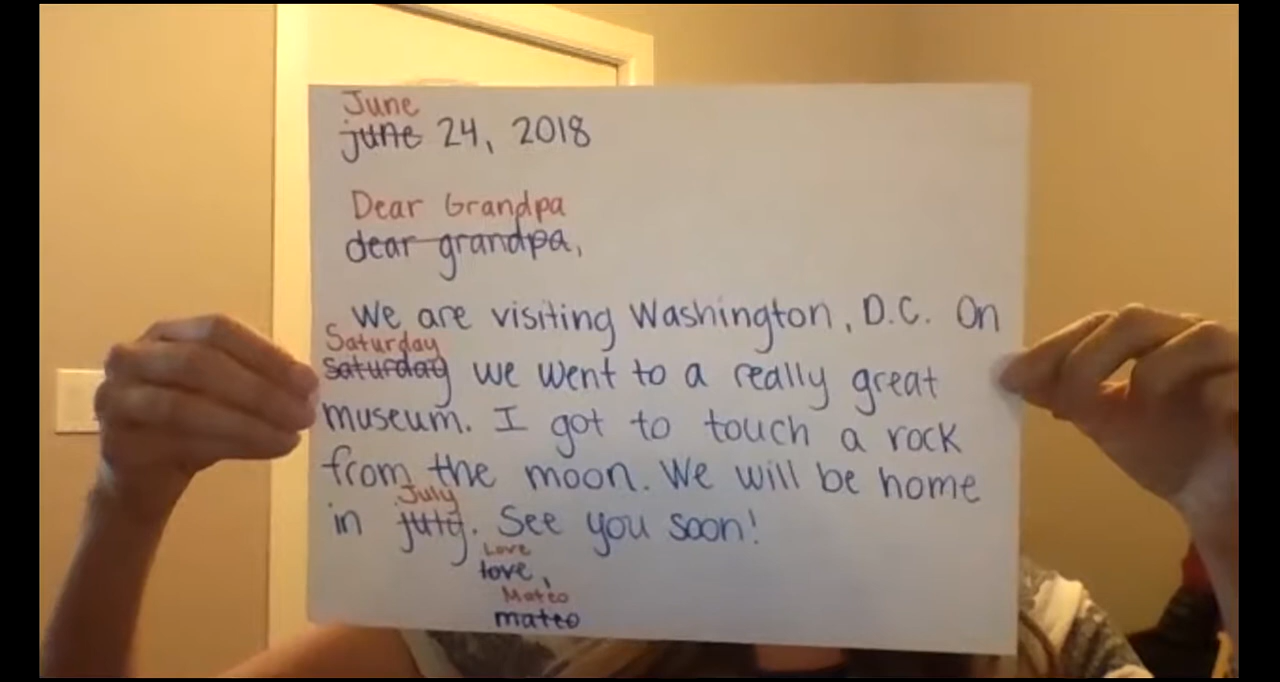 June
june 24, 2018
Dear Grandpa
dear grandpa,
We are visiting Washington, D.C. On
Saturday
saturday we went to a really great
museum. I got to touch a rock
from the moon. We will be home
July
in july. See you soon!
Love
love,
Mateo
mateo